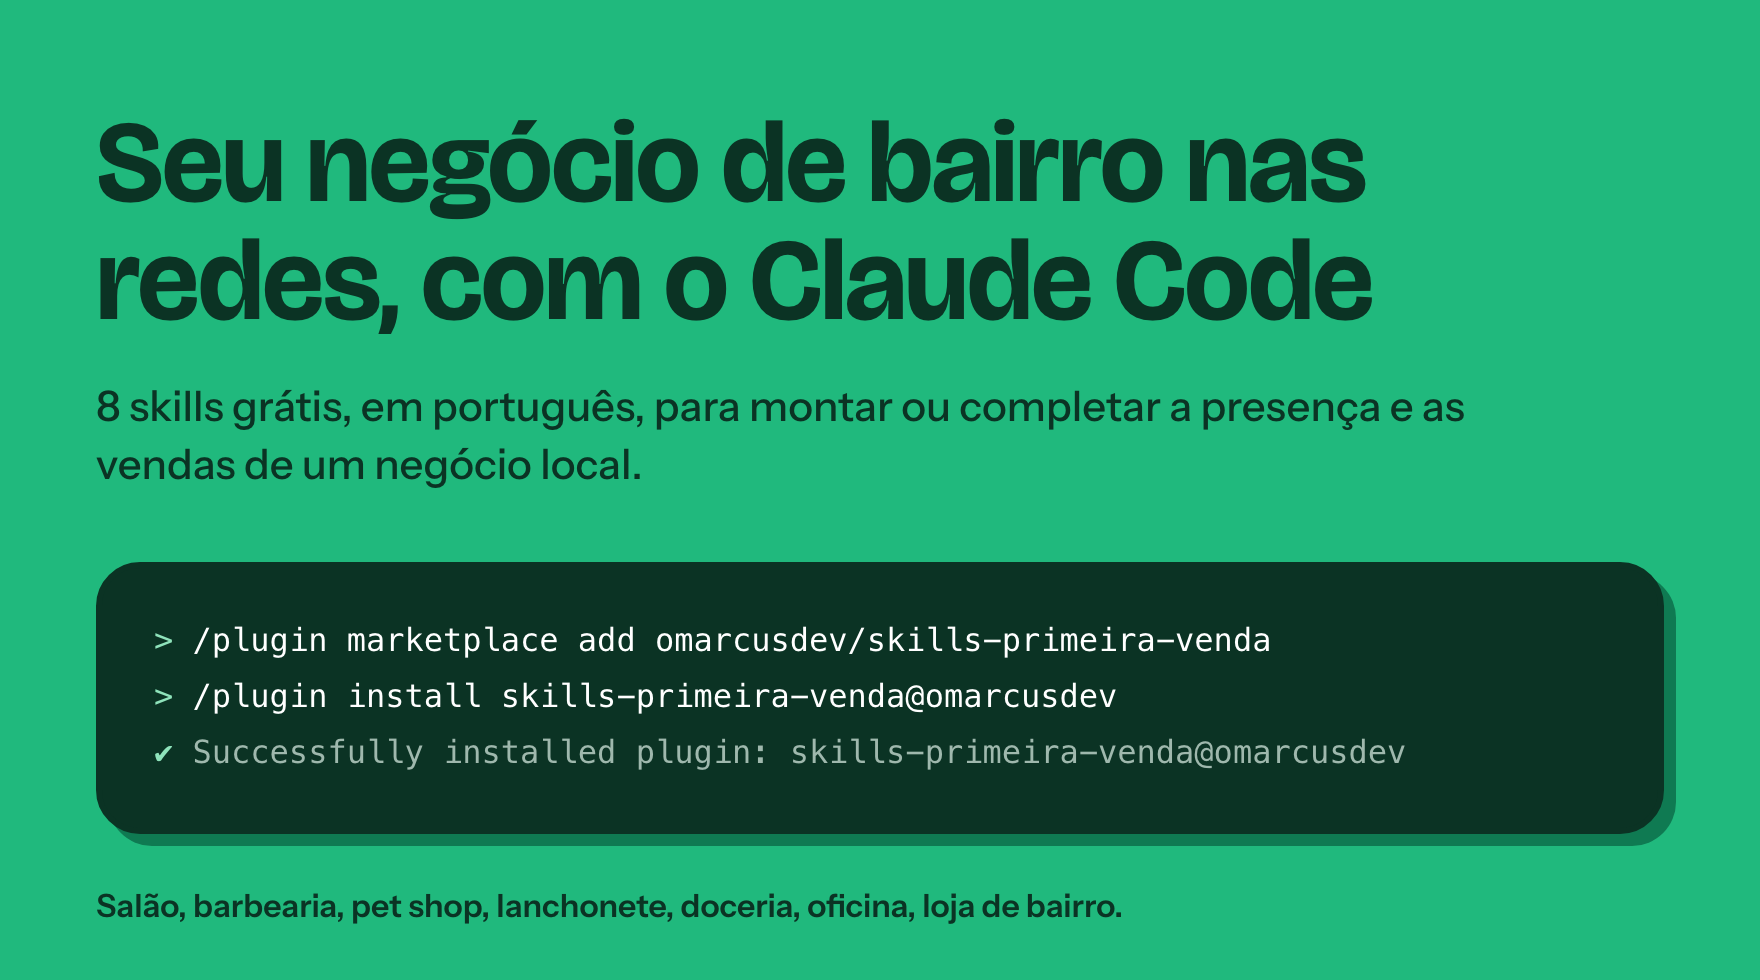 Seu negócio de bairro nas
redes, com o Claude Code
8 skills grátis, em português, para montar ou completar a presença e as
vendas de um negócio local.
> /plugin marketplace add omarcusdev/skills-primeira-venda
> /plugin install skills-primeira-venda@omarcusdev
✔ Successfully installed plugin: skills-primeira-venda@omarcusdev
Salão, barbearia, pet shop, lanchonete, doceria, oficina, loja de bairro.